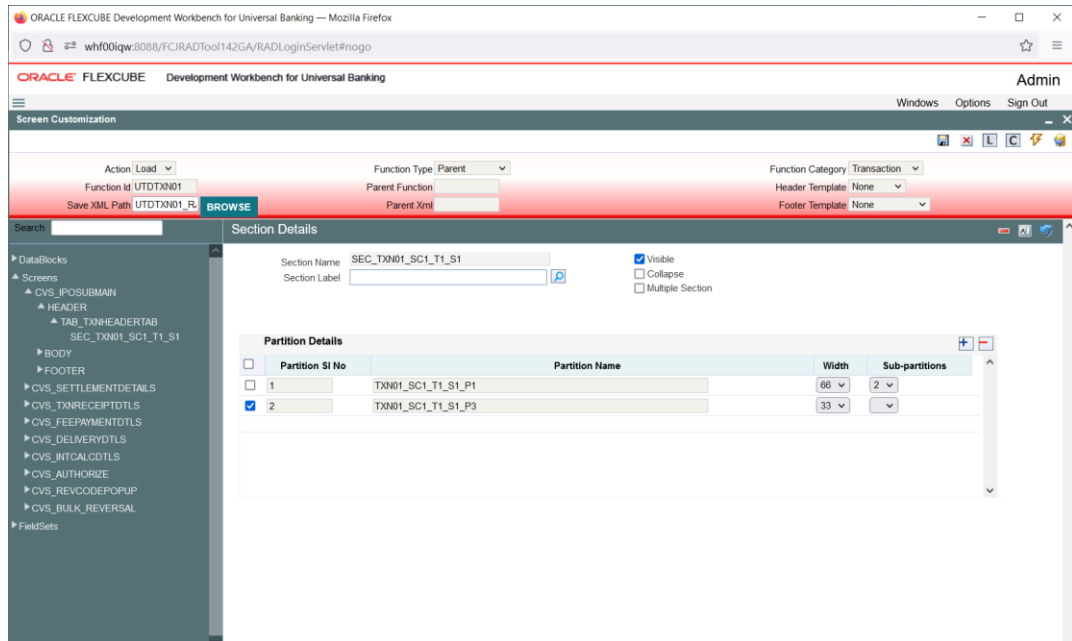 ORACLE FLEXCUBE Development Workbench for Universal Banking — Mozilla Firefox
whf00iqw:8088/FCJRADTool142GA/RADLoginServlet#nogo
ORACLE FLEXCUBE Development Workbench for Universal Banking
Admin
Windows Options Sign Out
Screen Customization
L C
Action Load Function Type Parent Function Category Transaction
Function Id UTDTXN01 Parent Function Header Template None
Save XML Path UTDTXN01_R BROWSE Parent Xml Footer Template None
Search
Section Details
AI
DataBlocks
Screens
CVS_IPOSUBMAIN
HEADER
TAB_TXNHEADERTAB
SEC_TXN01_SC1_T1_S1
BODY
FOOTER
CVS_SETTLEMENTDETAILS
CVS_TXNRECEIPTDTLS
CVS_FEEPAYMENTDTLS
CVS_DELIVERYDTLS
CVS_INTCALCDTLS
CVS_AUTHORIZE
CVS_REVCODEPOPUP
CVS_BULK_REVERSAL
FieldSets
Section Name SEC_TXN01_SC1_T1_S1 Visible
Section Label Collapse
Multiple Section
Partition Details
Partition Sl No Partition Name Width Sub-partitions
1 TXN01_SC1_T1_S1_P1 66 2
2 TXN01_SC1_T1_S1_P3 33